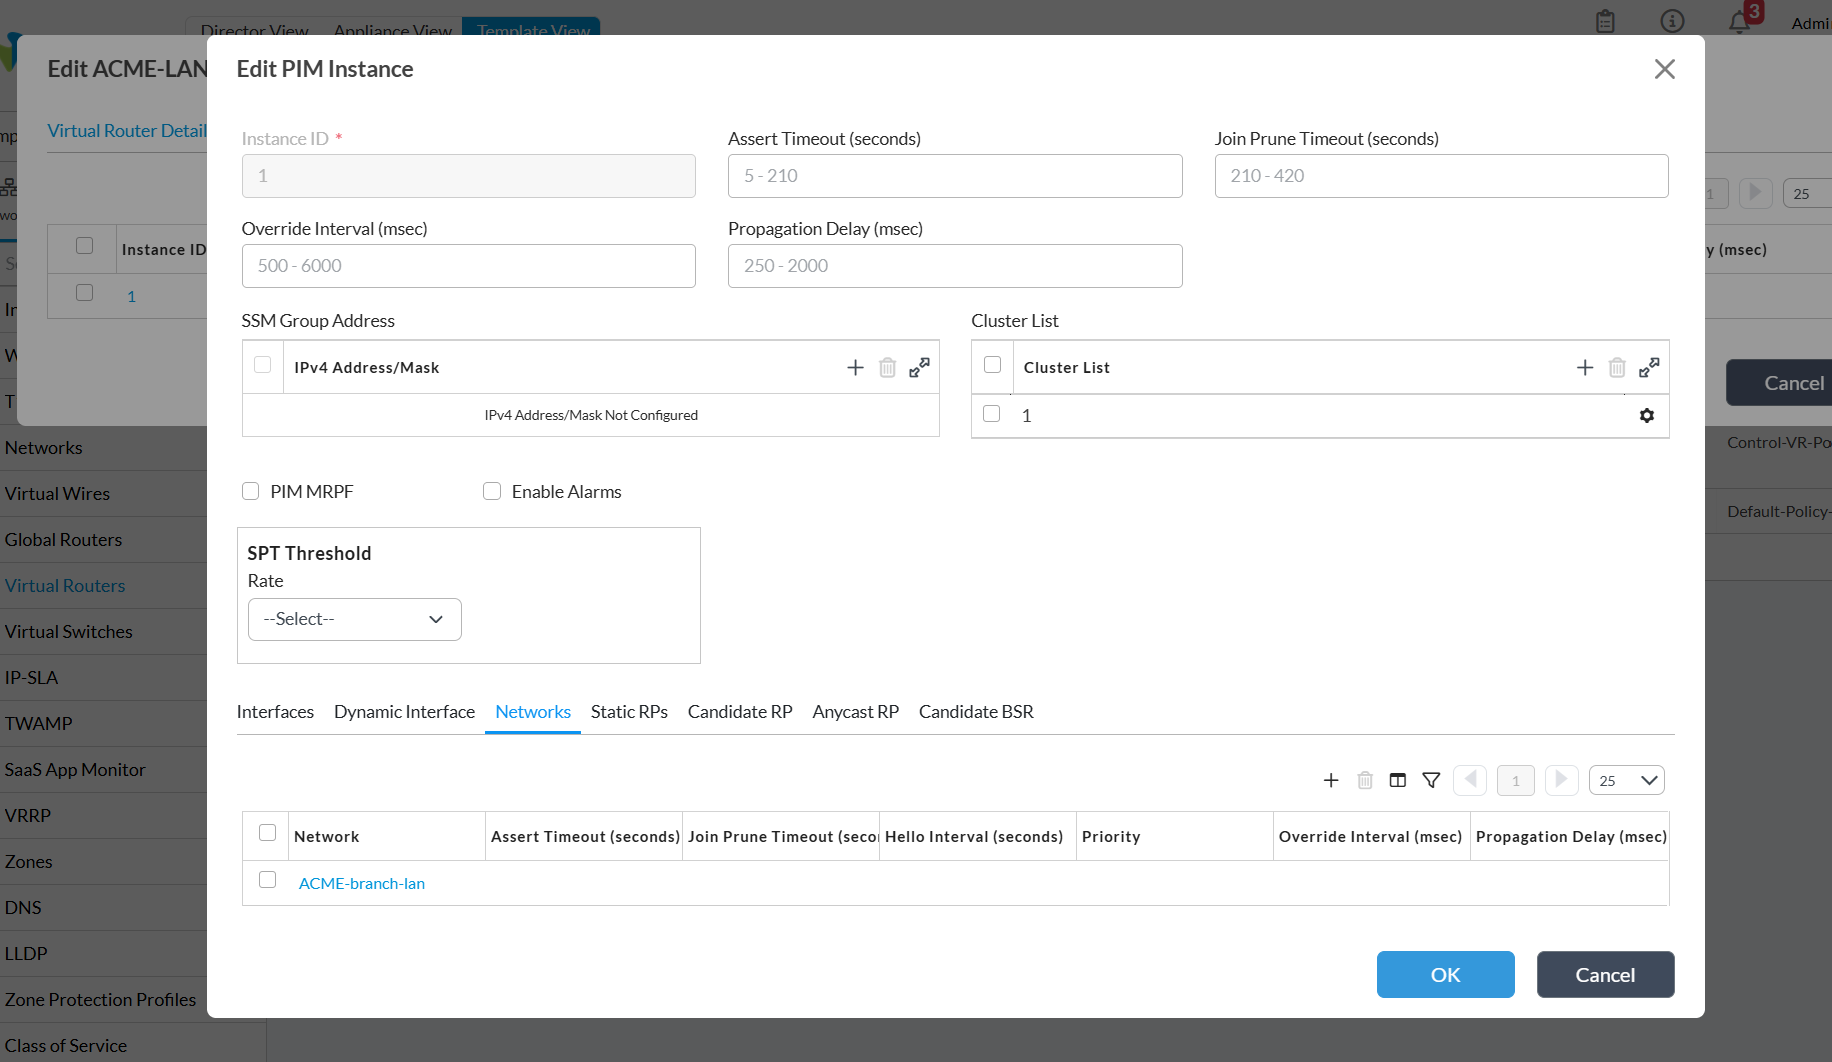 Director View Appliance View Template View
3
Admi
Edit ACME-LAN
Edit PIM Instance
Virtual Router Detail
Instance ID *
Assert Timeout (seconds)
Join Prune Timeout (seconds)
1
5 - 210
210 - 420
1
25
Override Interval (msec)
Propagation Delay (msec)
500 - 6000
250 - 2000
Instance ID
y (msec)
1
SSM Group Address
Cluster List
IPv4 Address/Mask
Cluster List
Cancel
IPv4 Address/Mask Not Configured
1
Networks
Control-VR-Po
Virtual Wires
PIM MRPF
Enable Alarms
Default-Policy-
Global Routers
SPT Threshold
Rate
Virtual Routers
--Select--
Virtual Switches
IP-SLA
TWAMP
Interfaces Dynamic Interface Networks Static RPs Candidate RP Anycast RP Candidate BSR
SaaS App Monitor
1
25
VRRP
Network Assert Timeout (seconds) Join Prune Timeout (seco Hello Interval (seconds) Priority Override Interval (msec) Propagation Delay (msec)
Zones
ACME-branch-lan
DNS
LLDP
OK
Cancel
Zone Protection Profiles
Class of Service